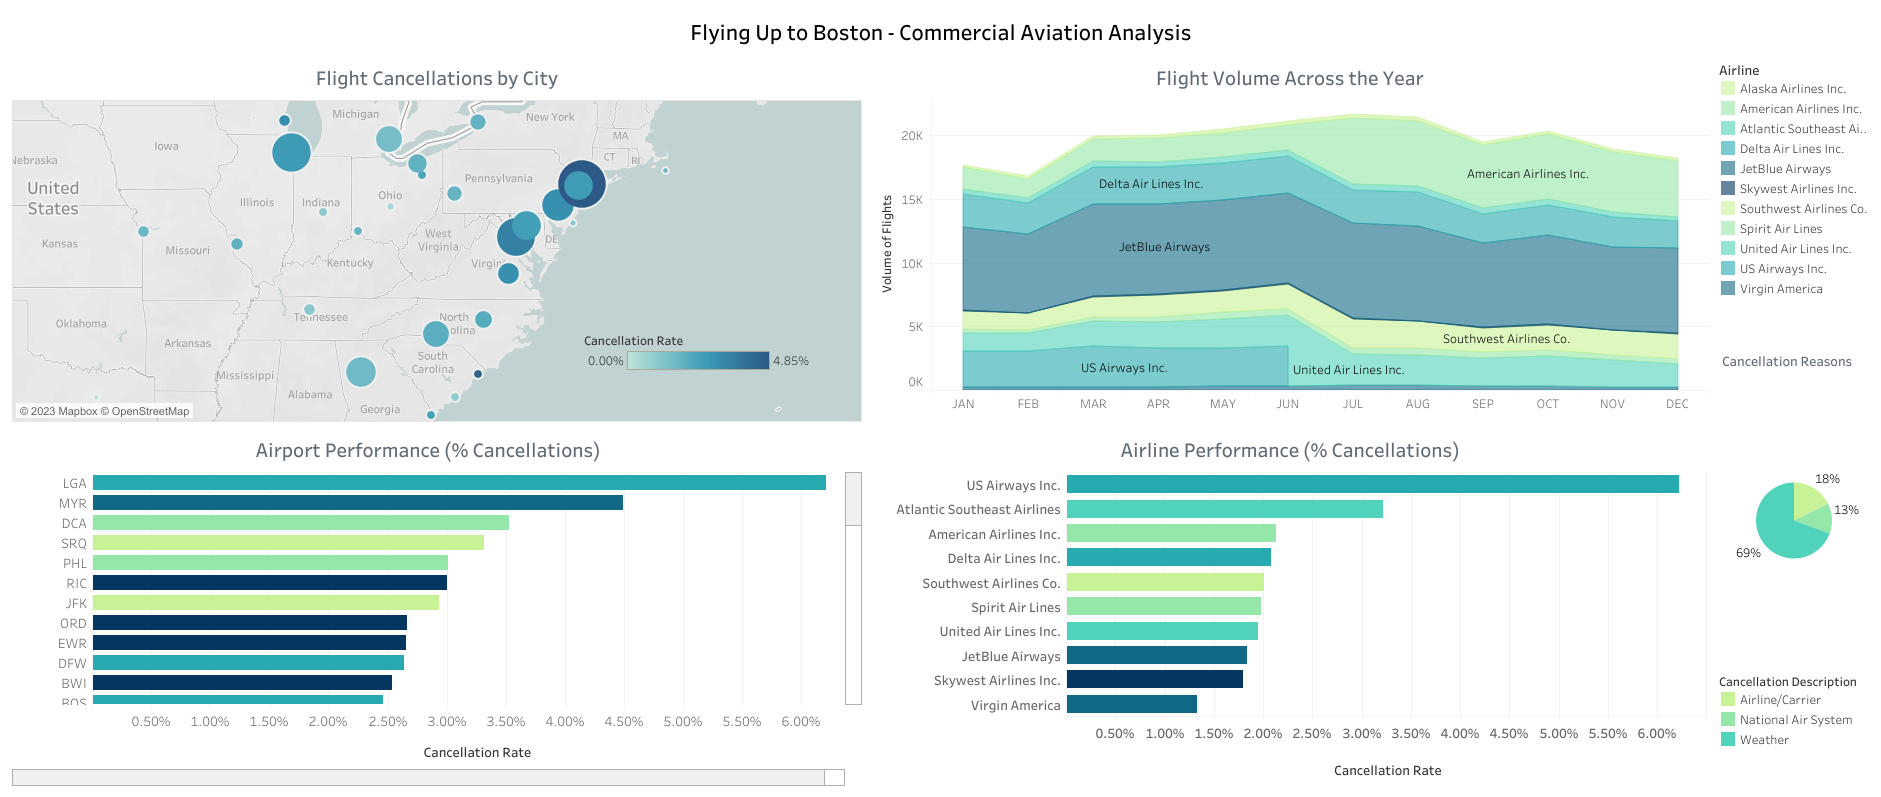 Flying Up to Boston - Commercial Aviation Analysis
Flight Cancellations by City
Michigan
New York
Iowa
MA
Nebraska
CT
RI
Pennsylvania
United
States
Ohio
Illinois
Indiana
West
Virginia
DE
Kansas
Missouri
Kentucky
Tennessee
North
Oklahoma
Arkansas
South
Carolina
Mississippi
Alabama
Georgia
Cancellation Rate
0.00%
4.85%
© 2023 Mapbox © OpenStreetMap
Flight Volume Across the Year
Volume of Flights
20K
15K
10K
5K
0K
Delta Air Lines Inc.
American Airlines Inc.
JetBlue Airways
Southwest Airlines Co.
US Airways Inc.
United Air Lines Inc.
JAN
FEB
MAR
APR
MAY
JUN
JUL
AUG
SEP
OCT
NOV
DEC
Airline
Alaska Airlines Inc.
American Airlines Inc.
Atlantic Southeast Ai..
Delta Air Lines Inc.
JetBlue Airways
Skywest Airlines Inc.
Southwest Airlines Co.
Spirit Air Lines
United Air Lines Inc.
US Airways Inc.
Virgin America
Airport Performance (% Cancellations)
LGA
MYR
DCA
SRQ
PHL
RIC
JFK
ORD
EWR
DFW
BWI
BOS
0.50%
1.00%
1.50%
2.00%
2.50%
3.00%
3.50%
4.00%
4.50%
5.00%
5.50%
6.00%
Cancellation Rate
Airline Performance (% Cancellations)
US Airways Inc.
Atlantic Southeast Airlines
American Airlines Inc.
Delta Air Lines Inc.
Southwest Airlines Co.
Spirit Air Lines
United Air Lines Inc.
JetBlue Airways
Skywest Airlines Inc.
Virgin America
0.50%
1.00%
1.50%
2.00%
2.50%
3.00%
3.50%
4.00%
4.50%
5.00%
5.50%
6.00%
Cancellation Rate
Cancellation Reasons
18%
13%
69%
Cancellation Description
Airline/Carrier
National Air System
Weather